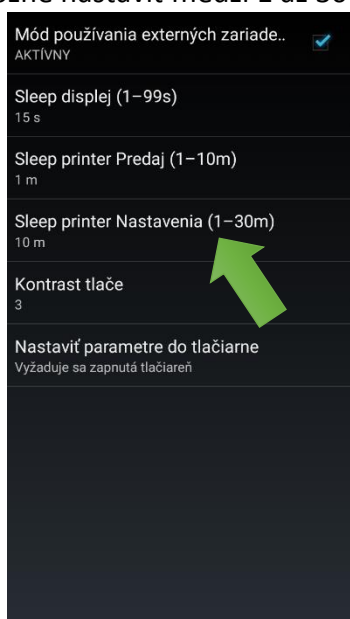 Mód používania externých zariade..
AKTÍVNY
Sleep displej (1–99s)
15 s
Sleep printer Predaj (1–10m)
1 m
Sleep printer Nastavenia (1–30m)
10 m
Kontrast tlače
3
Nastaviť parametre do tlačiarne
Vyžaduje sa zapnutá tlačiareň